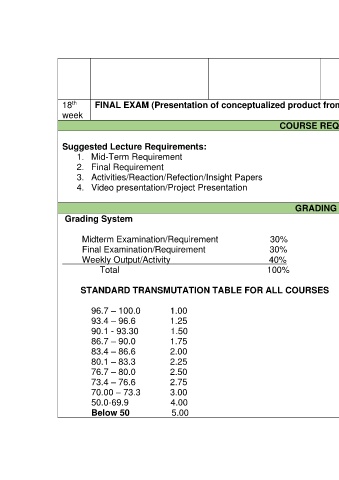 18th FINAL EXAM (Presentation of conceptualized product from
week
COURSE REQ
Suggested Lecture Requirements:
1. Mid-Term Requirement
2. Final Requirement
3. Activities/Reaction/Refection/Insight Papers
4. Video presentation/Project Presentation
GRADING
Grading System
Midterm Examination/Requirement 30%
Final Examination/Requirement 30%
Weekly Output/Activity 40%
Total 100%
STANDARD TRANSMUTATION TABLE FOR ALL COURSES
96.7 – 100.0 1.00
93.4 – 96.6 1.25
90.1 - 93.30 1.50
86.7 – 90.0 1.75
83.4 – 86.6 2.00
80.1 – 83.3 2.25
76.7 – 80.0 2.50
73.4 – 76.6 2.75
70.00 – 73.3 3.00
50.0-69.9 4.00
Below 50 5.00